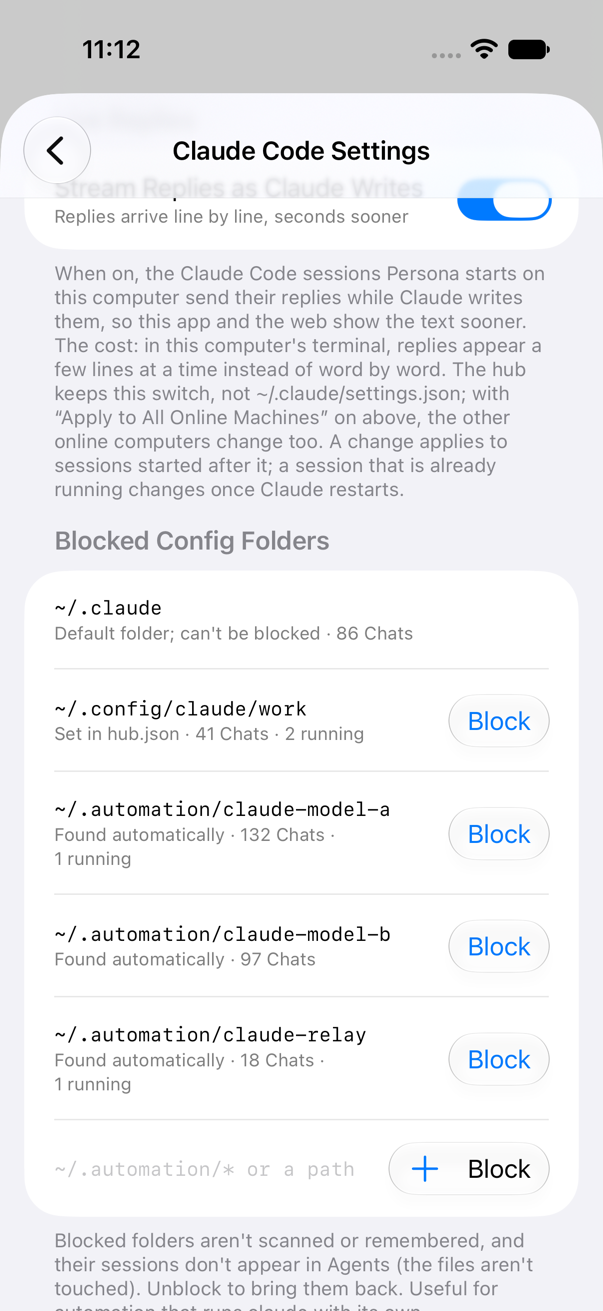 11:12
Claude Code Settings
Stream Replies as Claude Writes
Replies arrive line by line, seconds sooner
When on, the Claude Code sessions Persona starts on
this computer send their replies while Claude writes
them, so this app and the web show the text sooner.
The cost: in this computer's terminal, replies appear a
few lines at a time instead of word by word. The hub
keeps this switch, not ~/.claude/settings.json; with
“Apply to All Online Machines” on above, the other
online computers change too. A change applies to
sessions started after it; a session that is already
running changes once Claude restarts.
Blocked Config Folders
~/.claude
Default folder; can't be blocked · 86 Chats
~/.config/claude/work
Set in hub.json · 41 Chats · 2 running
Block
~/.automation/claude-model-a
Found automatically · 132 Chats ·
1 running
Block
~/.automation/claude-model-b
Found automatically · 97 Chats
Block
~/.automation/claude-relay
Found automatically · 18 Chats ·
1 running
Block
~/.automation/* or a path
Block
Blocked folders aren't scanned or remembered, and
their sessions don't appear in Agents (the files aren't
touched). Unblock to bring them back. Useful for
automation that runs claude with its own